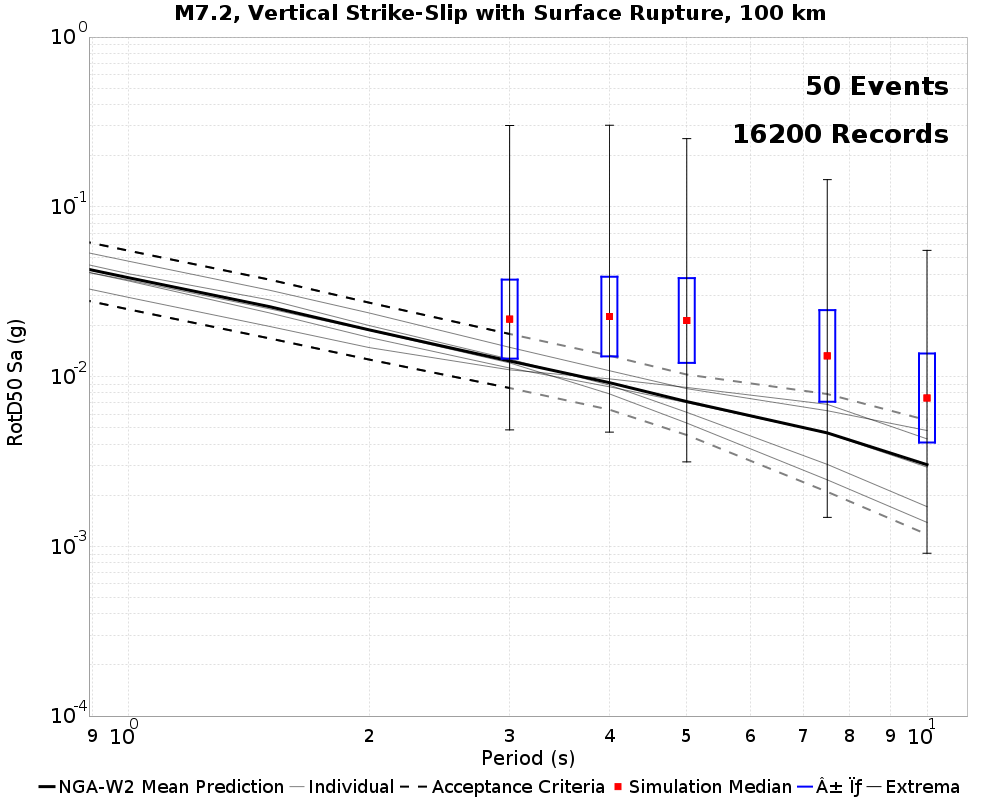 M7.2, Vertical Strike-Slip with Surface Rupture, 100 km
50 Events
16200 Records
RotD50 Sa (g)
10^0
10^-1
10^-2
10^-3
10^-4
9 10^0 2 3 4 5 6 7 8 9 10^1
Period (s)
NGA-W2 Mean Prediction Individual Acceptance Criteria Simulation Median Â± Ïƒ Extrema